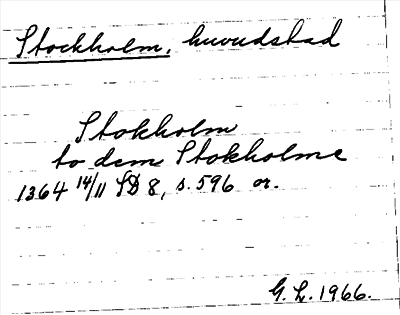 Stockholm, huvudstad
Stokholm
to dem Stokholme
1364 14/11 SD 8, s. 596 or.
G. L. 1966.